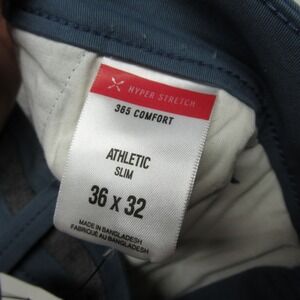 HYPER STRETCH
365 COMFORT
ATHLETIC
SLIM
36 x 32
MADE IN BANGLADESH
FABRIQUÉ AU BANGLADESH